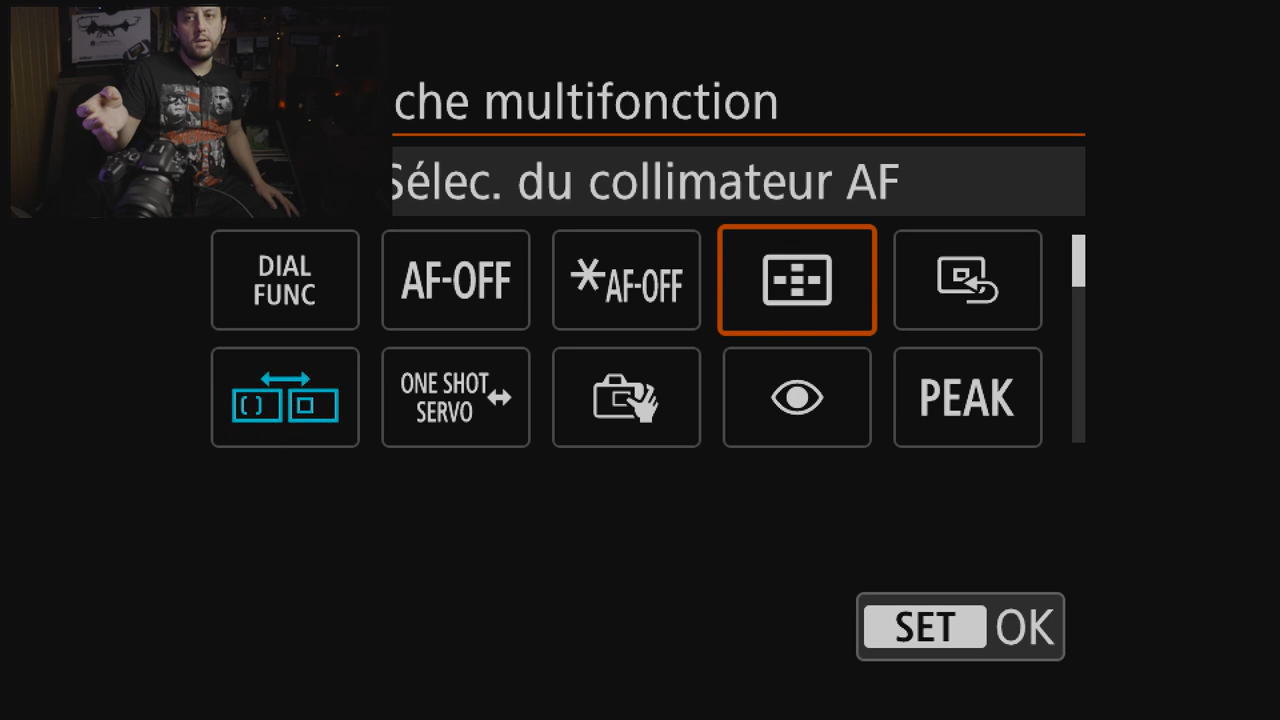 che multifonction
Sélec. du collimateur AF
DIAL
FUNC
AF-OFF
AF-OFF
ONE SHOT
SERVO
PEAK
SET OK